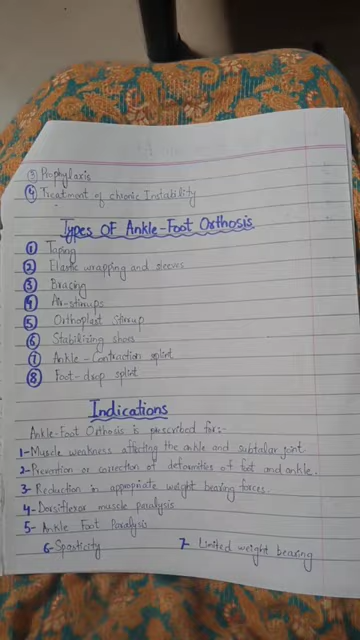 ③ Prophylaxis
④ Treatment of chronic Instability
Types OF Ankle-Foot Orthosis
① Taping
② Elastic wrapping and sleeves
③ Bracing
④ Air-stirrups
⑤ Orthoplast stirrup
⑥ Stabilizing shoes
⑦ Ankle-Contraction splint
⑧ Foot-drop splint
Indications
Ankle-Foot Orthosis is prescribed for:-
1- Muscle weakness affecting the ankle and subtalar joint
2- Prevention or correction of deformities of foot and ankle.
3- Reduction in appropriate weight bearing forces.
4- Dorsiflexor muscle paralysis
5- Ankle Foot Paralysis
6- Spasticity 7- Limited weight bearing